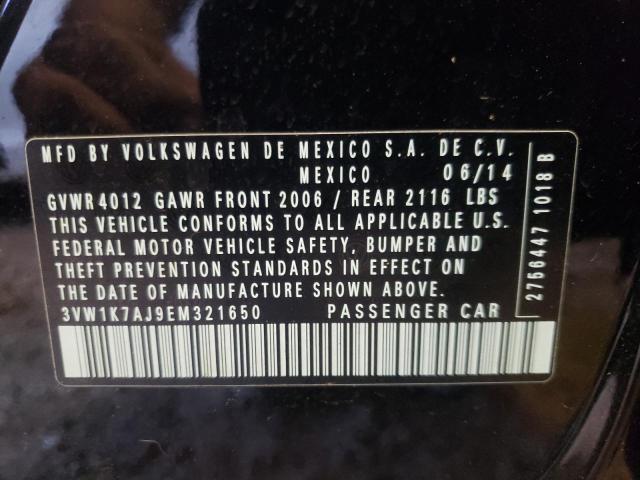 MFD BY VOLKSWAGEN DE MEXICO S.A. DE C.V.
MEXICO 06/14
GVWR 4012 GAWR FRONT 2006 / REAR 2116 LBS
THIS VEHICLE CONFORMS TO ALL APPLICABLE U.S.
FEDERAL MOTOR VEHICLE SAFETY, BUMPER AND
THEFT PREVENTION STANDARDS IN EFFECT ON
THE DATE OF MANUFACTURE SHOWN ABOVE.
3VW1K7AJ9EM321650 PASSENGER CAR
2756447 1018 B